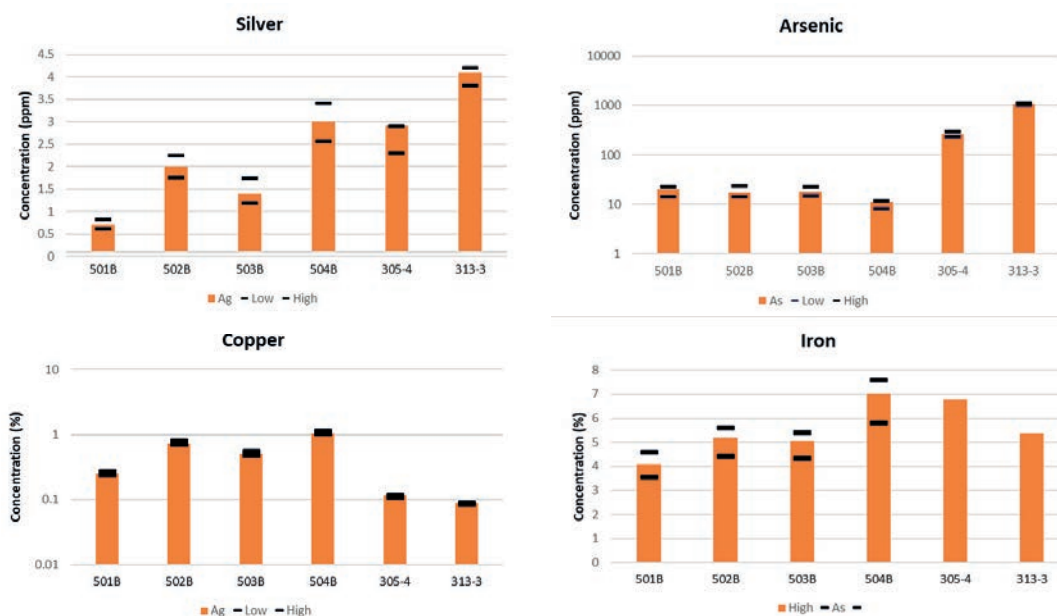 Silver
Concentration (ppm)
4.5
4
3.5
3
2.5
2
1.5
1
0.5
0
501B 502B 503B 504B 305-4 313-3
Ag Low High
Arsenic
Concentration (ppm)
10000
1000
100
10
1
501B 502B 503B 504B 305-4 313-3
As Low High
Copper
Concentration (%)
10
1
0.1
0.01
501B 502B 503B 504B 305-4 313-3
Ag Low High
Iron
Concentration (%)
8
7
6
5
4
3
2
1
0
501B 502B 503B 504B 305-4 313-3
High As